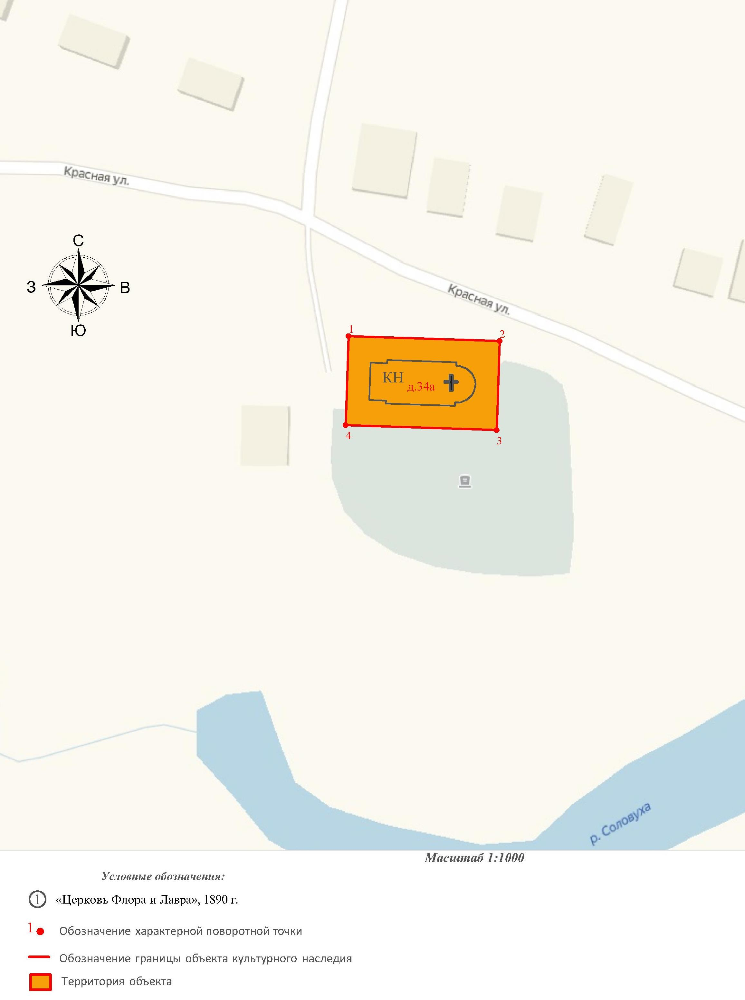 Красная ул.
С
З
В
Ю
Красная ул.
1
2
КН
д.34а
4
3
р. Соловуха
Масштаб 1:1000
Условные обозначения:
1 «Церковь Флора и Лавра», 1890 г.
1 Обозначение характерной поворотной точки
Обозначение границы объекта культурного наследия
Территория объекта